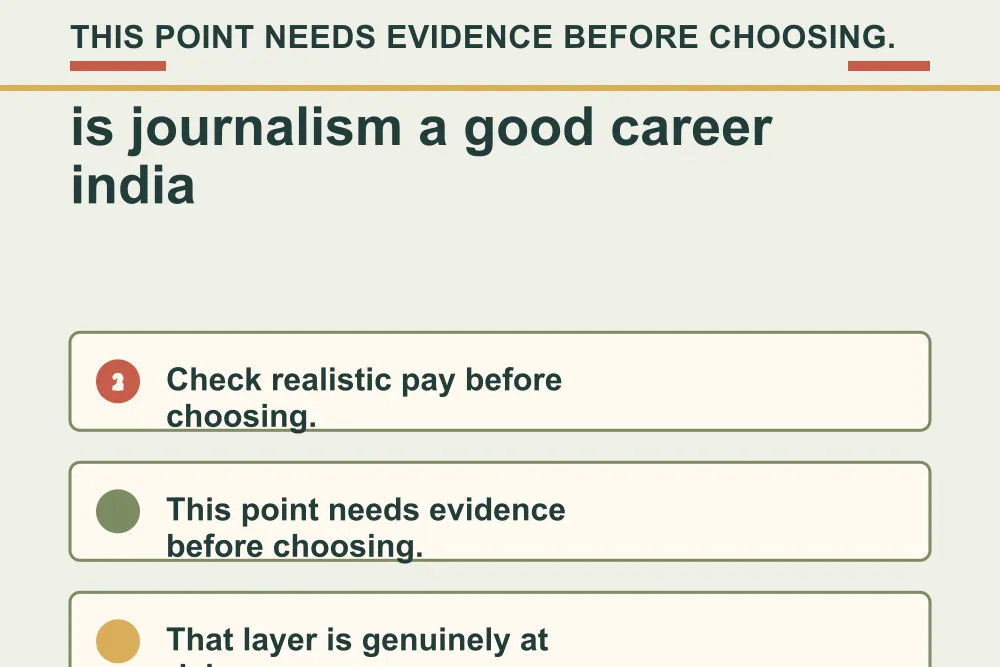 THIS POINT NEEDS EVIDENCE BEFORE CHOOSING.
is journalism a good career
india
Check realistic pay before
choosing.
This point needs evidence
before choosing.
That layer is genuinely at